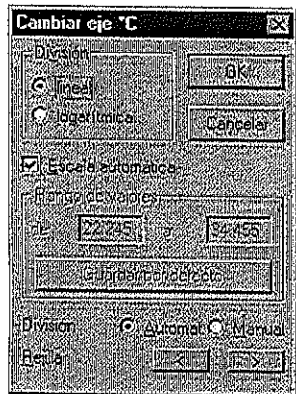 Cambiar eje °C
División
lineal
OK
logarítmica
Cancelar
Escala automática
Rango de valores
de
a
Guardar por defecto
División
Automat
Manual
Rejilla
< >